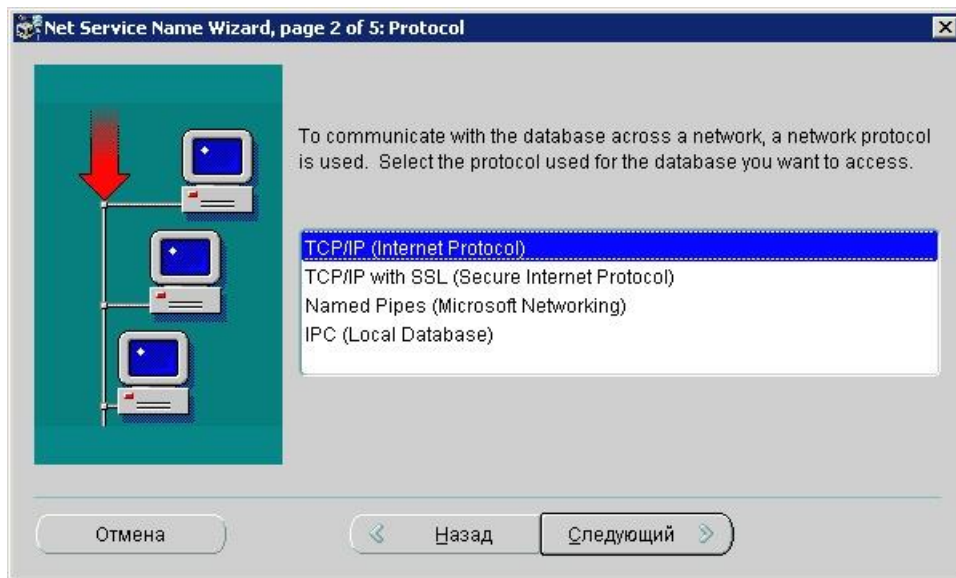 Net Service Name Wizard, page 2 of 5: Protocol
To communicate with the database across a network, a network protocol
is used. Select the protocol used for the database you want to access.
TCP/IP (Internet Protocol)
TCP/IP with SSL (Secure Internet Protocol)
Named Pipes (Microsoft Networking)
IPC (Local Database)
Отмена
Назад
Следующий